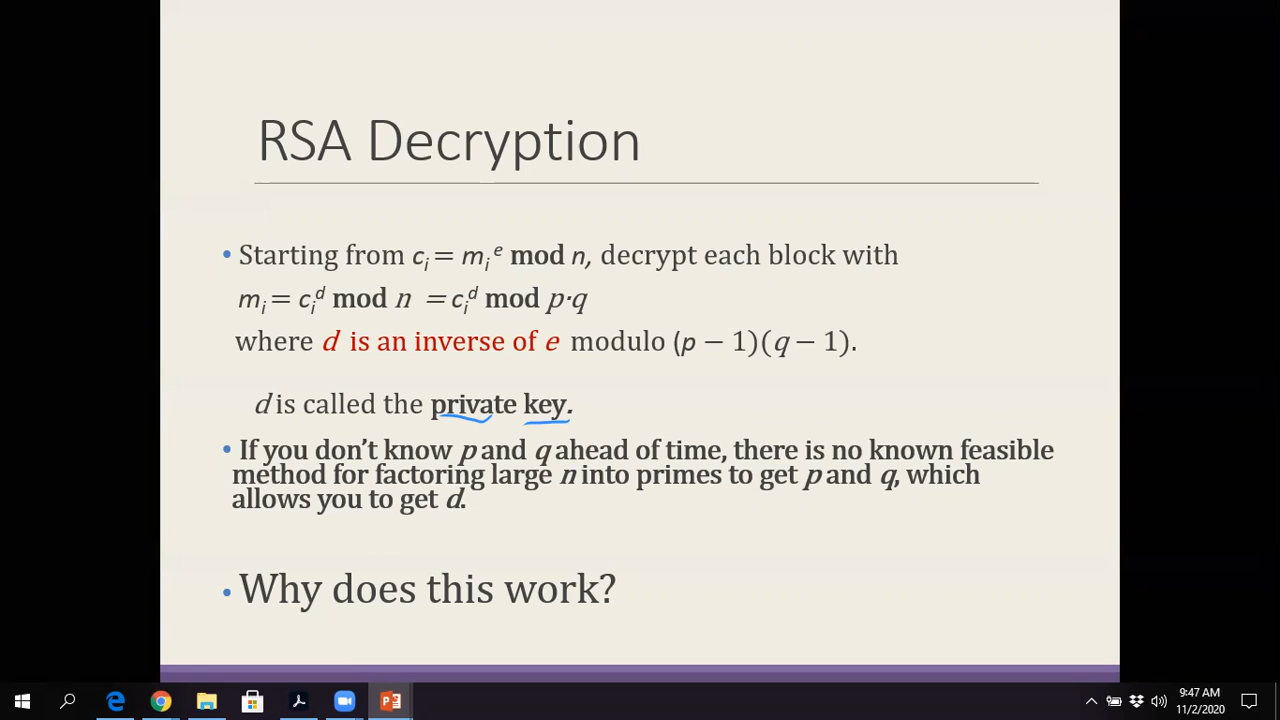 RSA Decryption
• Starting from cᵢ = mᵢᵉ mod n, decrypt each block with
mᵢ = cᵢᵈ mod n = cᵢᵈ mod p·q
where d is an inverse of e modulo (p − 1)(q − 1).
d is called the private key.
• If you don’t know p and q ahead of time, there is no known feasible
method for factoring large n into primes to get p and q, which
allows you to get d.
• Why does this work?
9:47 AM
11/2/2020